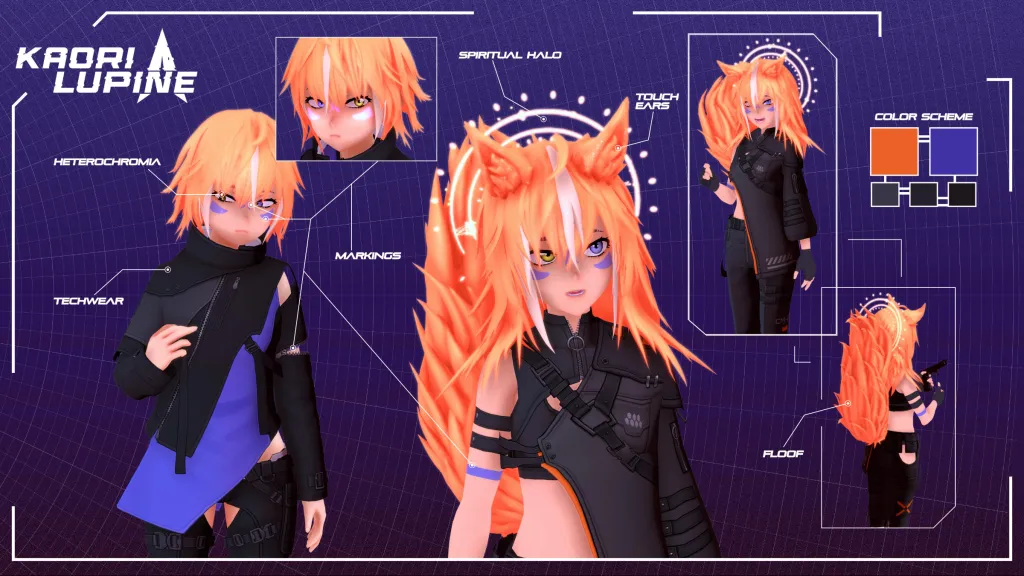 KAORI
LUPINE
SPIRITUAL HALO
TOUCH
EARS
COLOR SCHEME
HETEROCHROMIA
MARKINGS
TECHWEAR
FLOOF